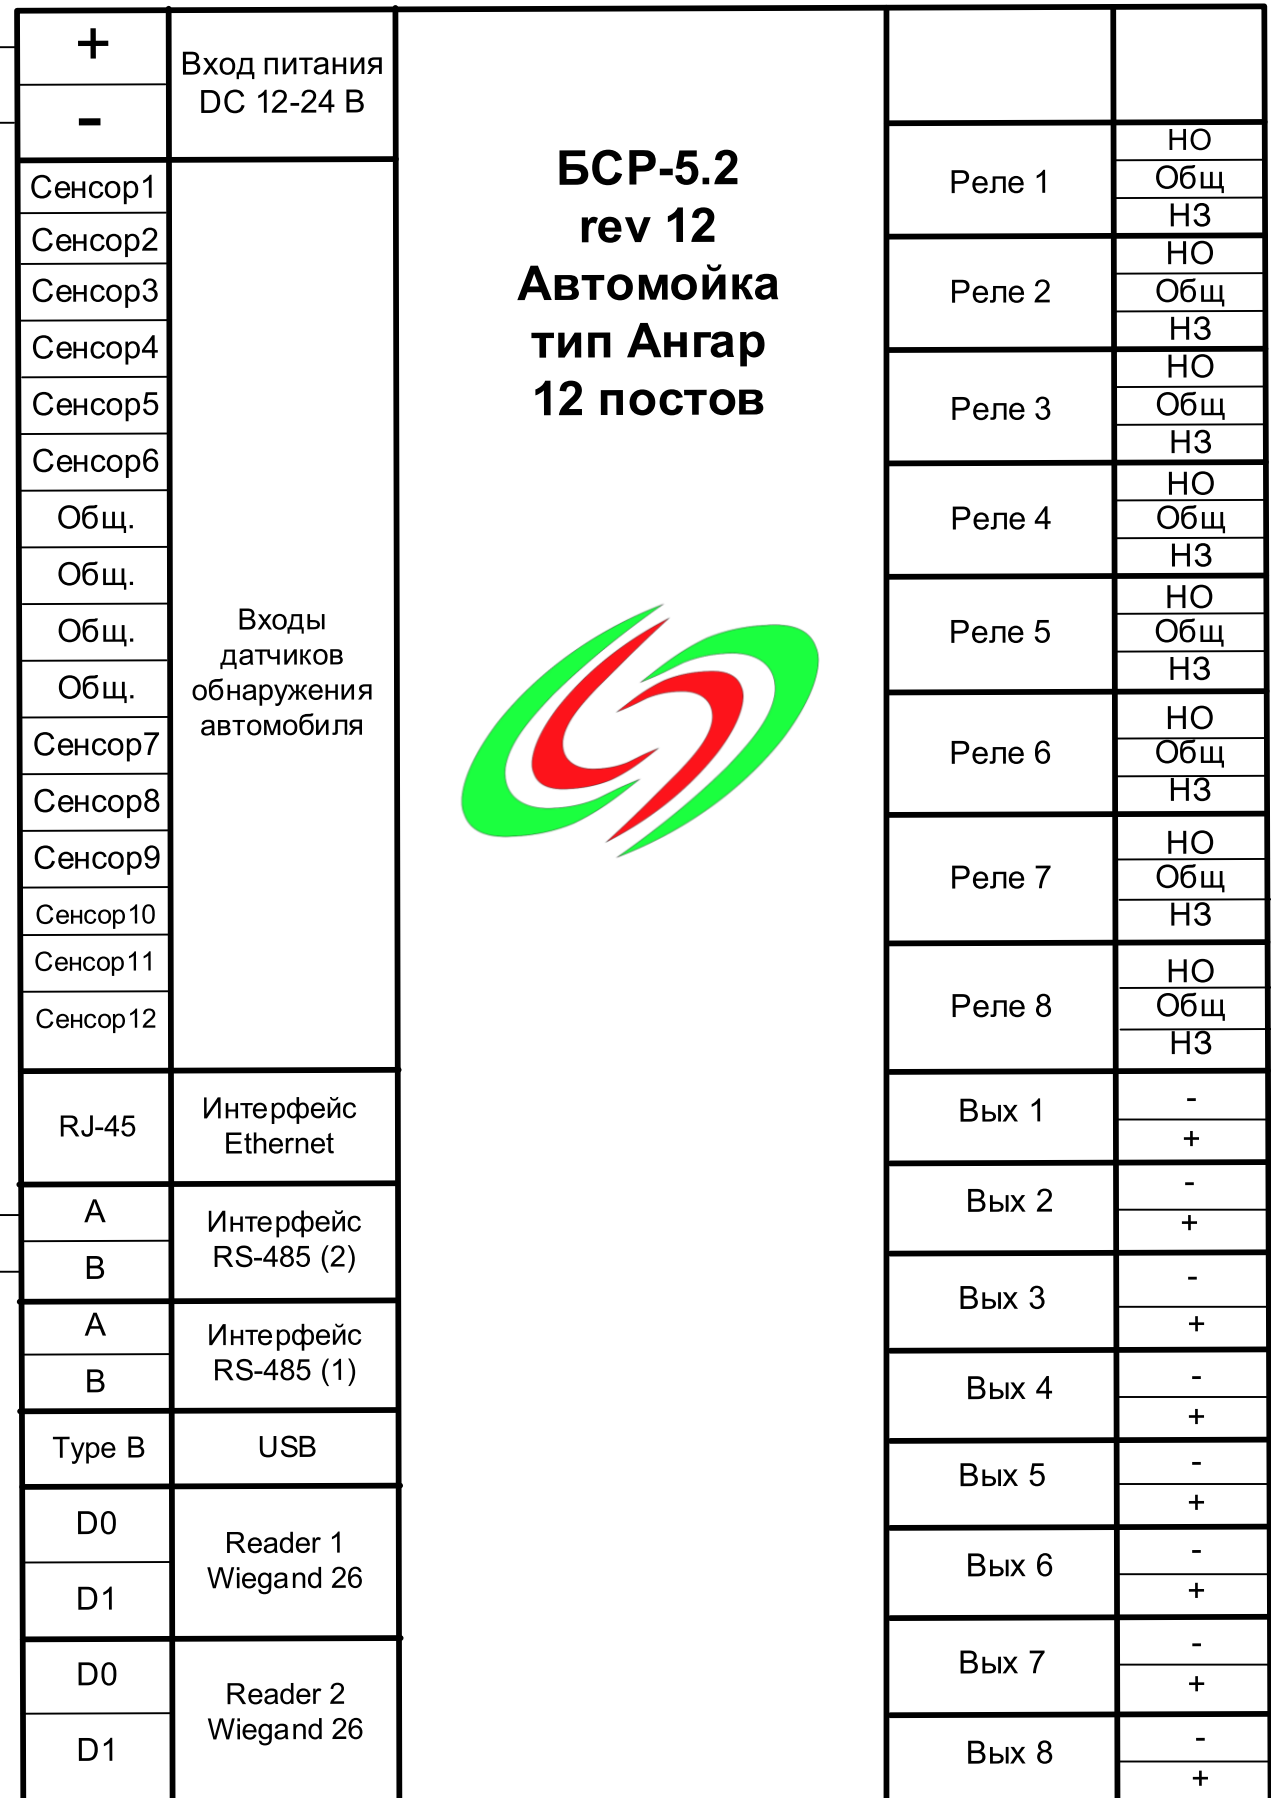 +
-
Вход питания
DC 12-24 В
Сенсор1
Сенсор2
Сенсор3
Сенсор4
Сенсор5
Сенсор6
Общ.
Общ.
Общ.
Общ.
Сенсор7
Сенсор8
Сенсор9
Сенсор10
Сенсор11
Сенсор12
Входы
датчиков
обнаружения
автомобиля
RJ-45
Интерфейс
Ethernet
A
B
Интерфейс
RS-485 (2)
A
B
Интерфейс
RS-485 (1)
Type B
USB
D0
D1
Reader 1
Wiegand 26
D0
D1
Reader 2
Wiegand 26
БСР-5.2
rev 12
Автомойка
тип Ангар
12 постов
Реле 1
НО
Общ
НЗ
Реле 2
НО
Общ
НЗ
Реле 3
НО
Общ
НЗ
Реле 4
НО
Общ
НЗ
Реле 5
НО
Общ
НЗ
Реле 6
НО
Общ
НЗ
Реле 7
НО
Общ
НЗ
Реле 8
НО
Общ
НЗ
Вых 1
-
+
Вых 2
-
+
Вых 3
-
+
Вых 4
-
+
Вых 5
-
+
Вых 6
-
+
Вых 7
-
+
Вых 8
-
+